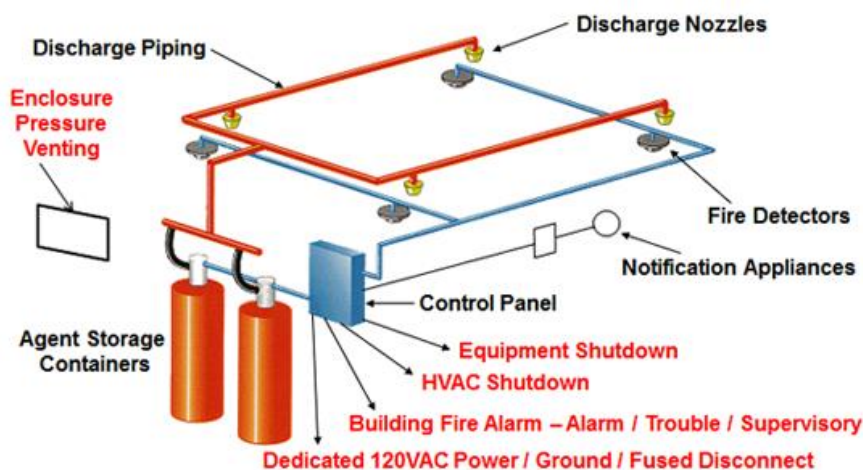 Discharge Piping
Discharge Nozzles
Enclosure
Pressure
Venting
Fire Detectors
Notification Appliances
Control Panel
Agent Storage
Containers
Equipment Shutdown
HVAC Shutdown
Building Fire Alarm – Alarm / Trouble / Supervisory
Dedicated 120VAC Power / Ground / Fused Disconnect